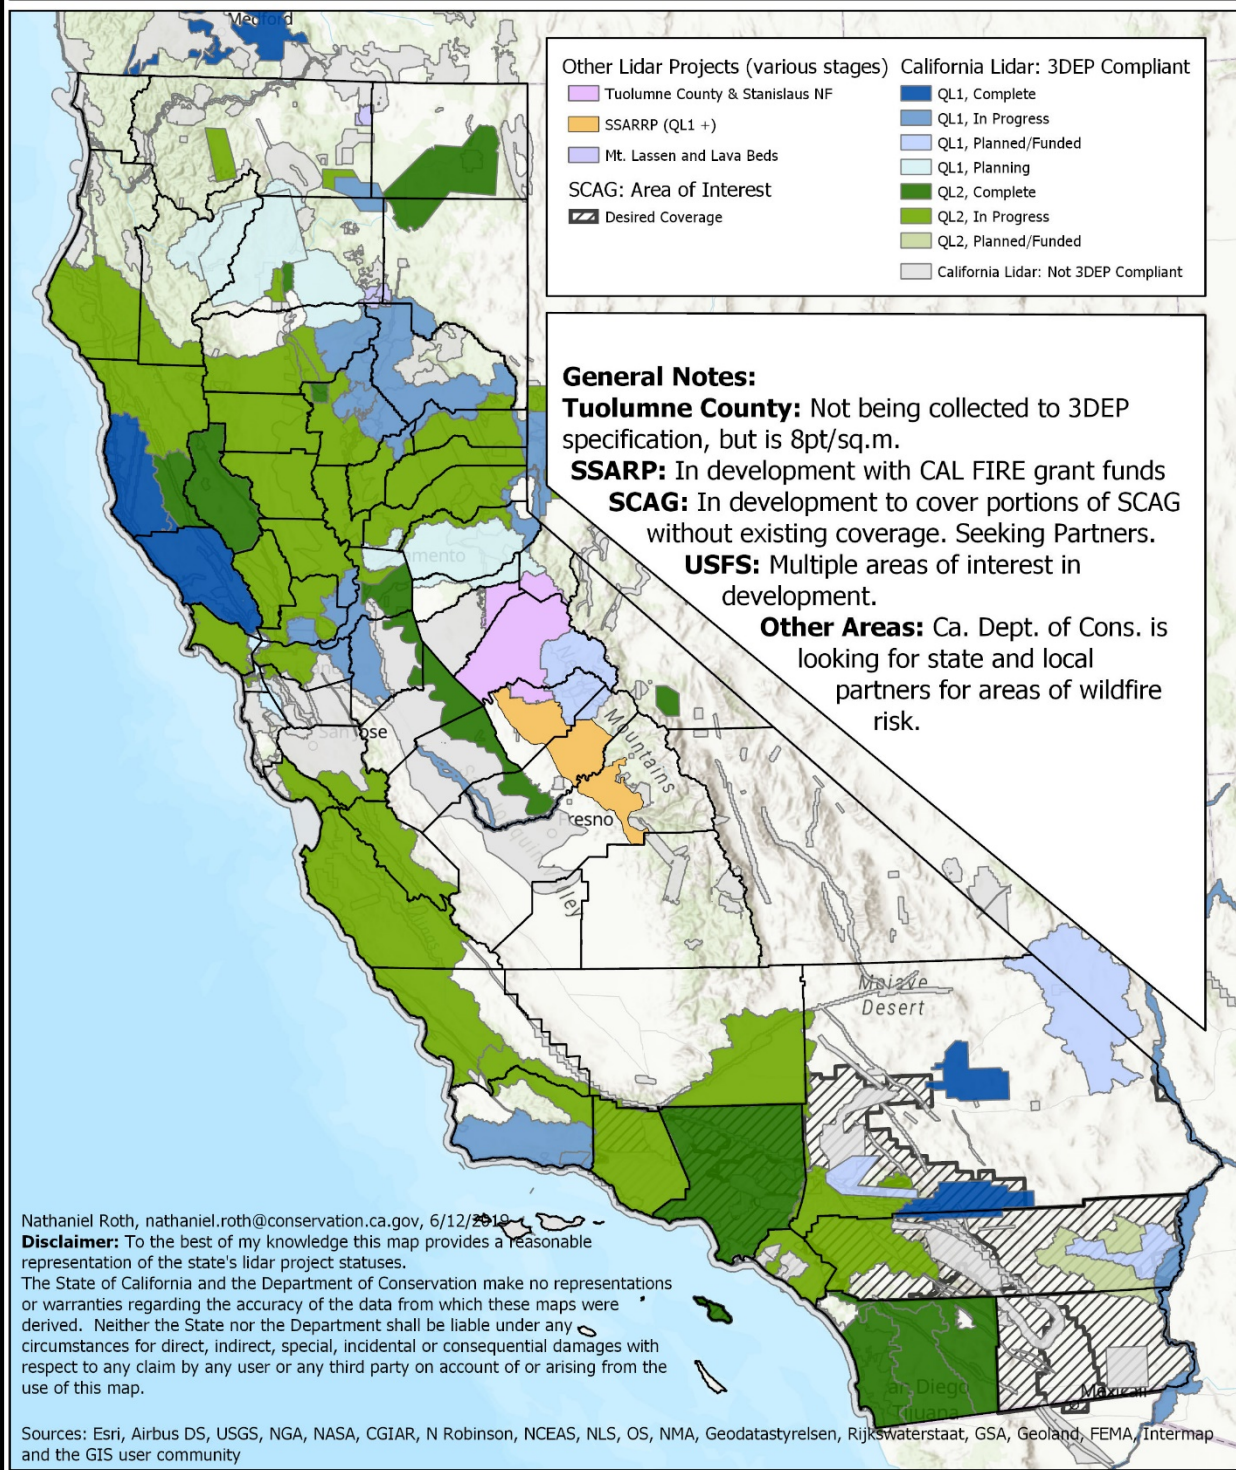 Medford
Other Lidar Projects (various stages)
Tuolumne County & Stanislaus NF
SSARRP (QL1 +)
Mt. Lassen and Lava Beds
SCAG: Area of Interest
Desired Coverage
California Lidar: 3DEP Compliant
QL1, Complete
QL1, In Progress
QL1, Planned/Funded
QL1, Planning
QL2, Complete
QL2, In Progress
QL2, Planned/Funded
California Lidar: Not 3DEP Compliant
General Notes:
Tuolumne County: Not being collected to 3DEP
specification, but is 8pt/sq.m.
SSARP: In development with CAL FIRE grant funds
SCAG: In development to cover portions of SCAG
without existing coverage. Seeking Partners.
USFS: Multiple areas of interest in
development.
Other Areas: Ca. Dept. of Cons. is
looking for state and local
partners for areas of wildfire
risk.
amento
San Jose
Mountains
Fresno
lley
Mojave
Desert
an Diego
Tijuana
Mexicali
Nathaniel Roth, nathaniel.roth@conservation.ca.gov, 6/12/2019
Disclaimer: To the best of my knowledge this map provides a reasonable
representation of the state's lidar project statuses.
The State of California and the Department of Conservation make no representations
or warranties regarding the accuracy of the data from which these maps were
derived. Neither the State nor the Department shall be liable under any
circumstances for direct, indirect, special, incidental or consequential damages with
respect to any claim by any user or any third party on account of or arising from the
use of this map.
Sources: Esri, Airbus DS, USGS, NGA, NASA, CGIAR, N Robinson, NCEAS, NLS, OS, NMA, Geodatastyrelsen, Rijkswaterstaat, GSA, Geoland, FEMA, Intermap
and the GIS user community